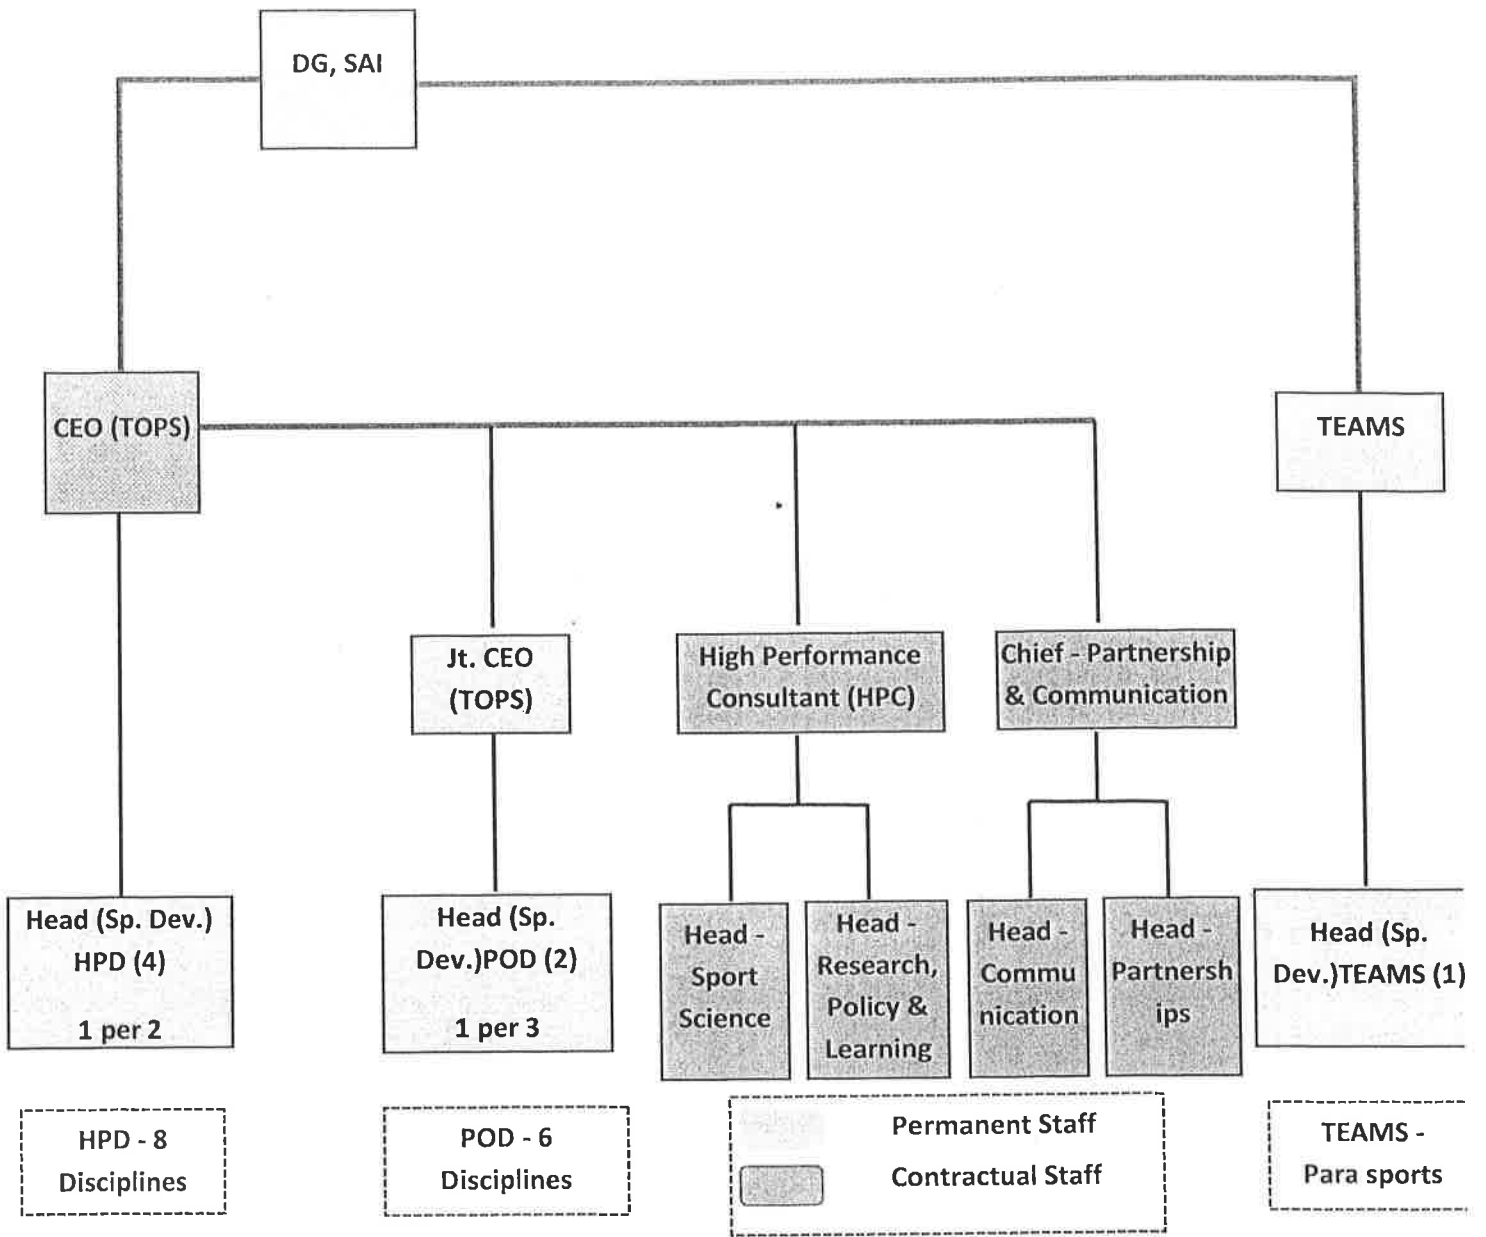 DG, SAI
CEO (TOPS)
TEAMS
Jt. CEO
(TOPS)
High Performance
Consultant (HPC)
Chief - Partnership
& Communication
Head (Sp. Dev.)
HPD (4)
1 per 2
Head (Sp.
Dev.)POD (2)
1 per 3
Head -
Sport
Science
Head -
Research,
Policy &
Learning
Head -
Commu
nication
Head -
Partnersh
ips
Head (Sp.
Dev.)TEAMS (1)
HPD - 8
Disciplines
POD - 6
Disciplines
Permanent Staff
Contractual Staff
TEAMS -
Para sports